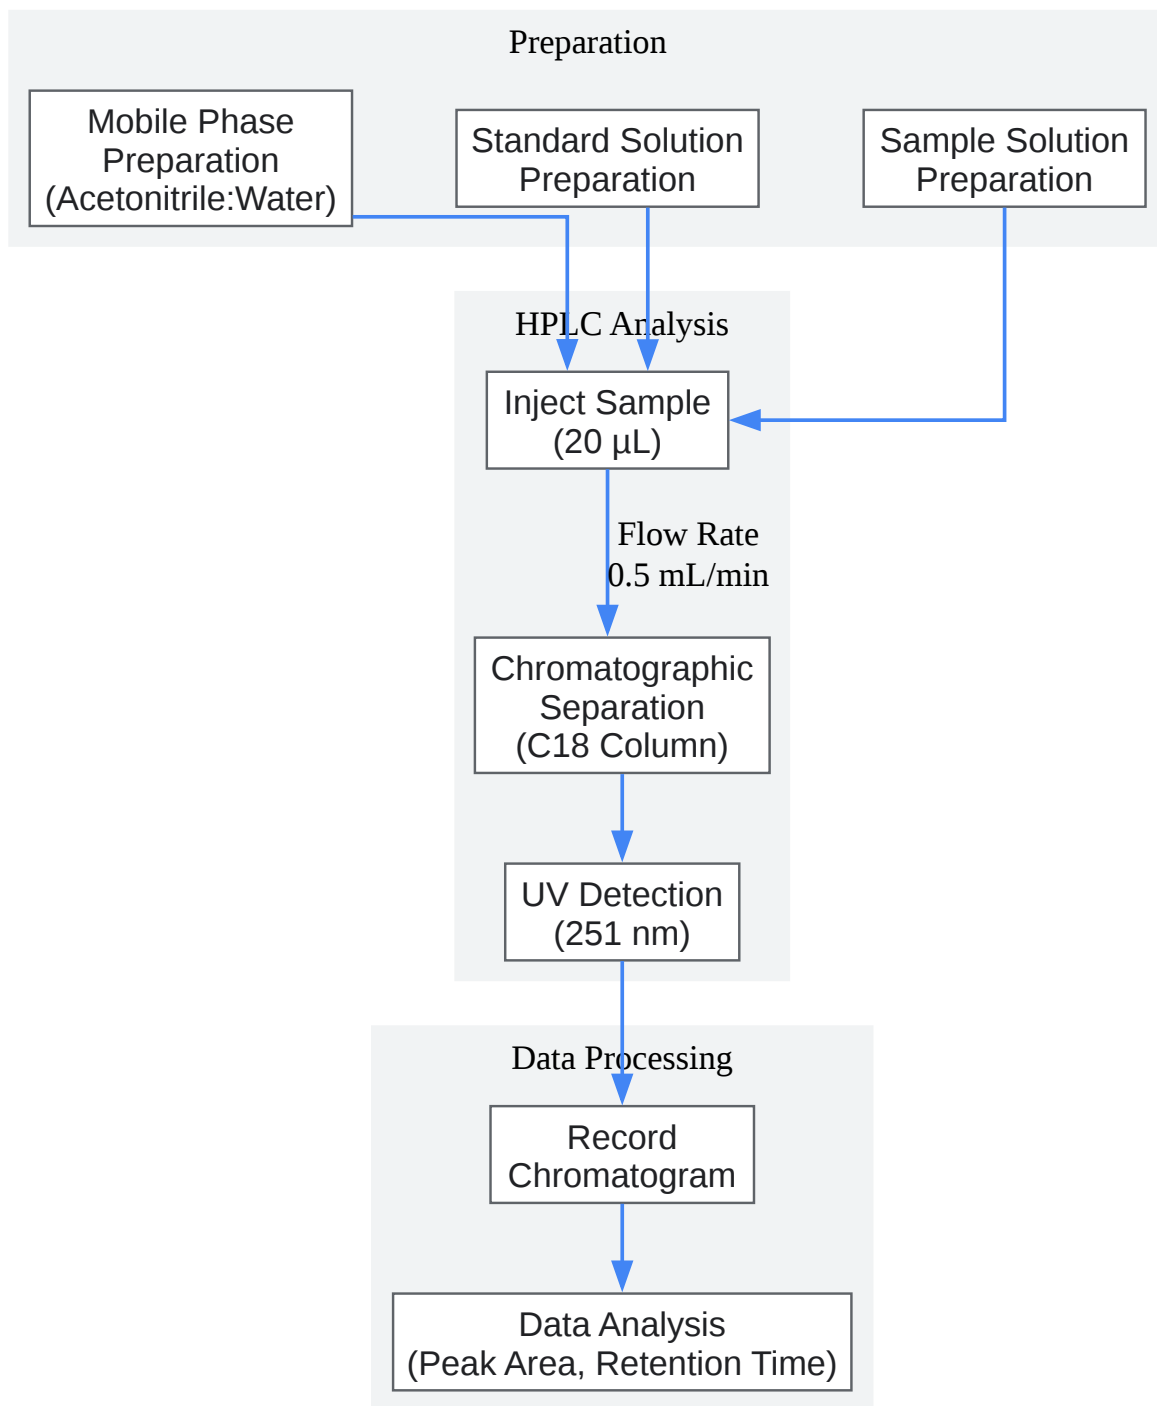 Preparation
Mobile Phase
Preparation
(Acetonitrile:Water)
Standard Solution
Preparation
Sample Solution
Preparation
HPLC Analysis
Inject Sample
(20 µL)
Flow Rate
0.5 mL/min
Chromatographic
Separation
(C18 Column)
UV Detection
(251 nm)
Data Processing
Record
Chromatogram
Data Analysis
(Peak Area, Retention Time)